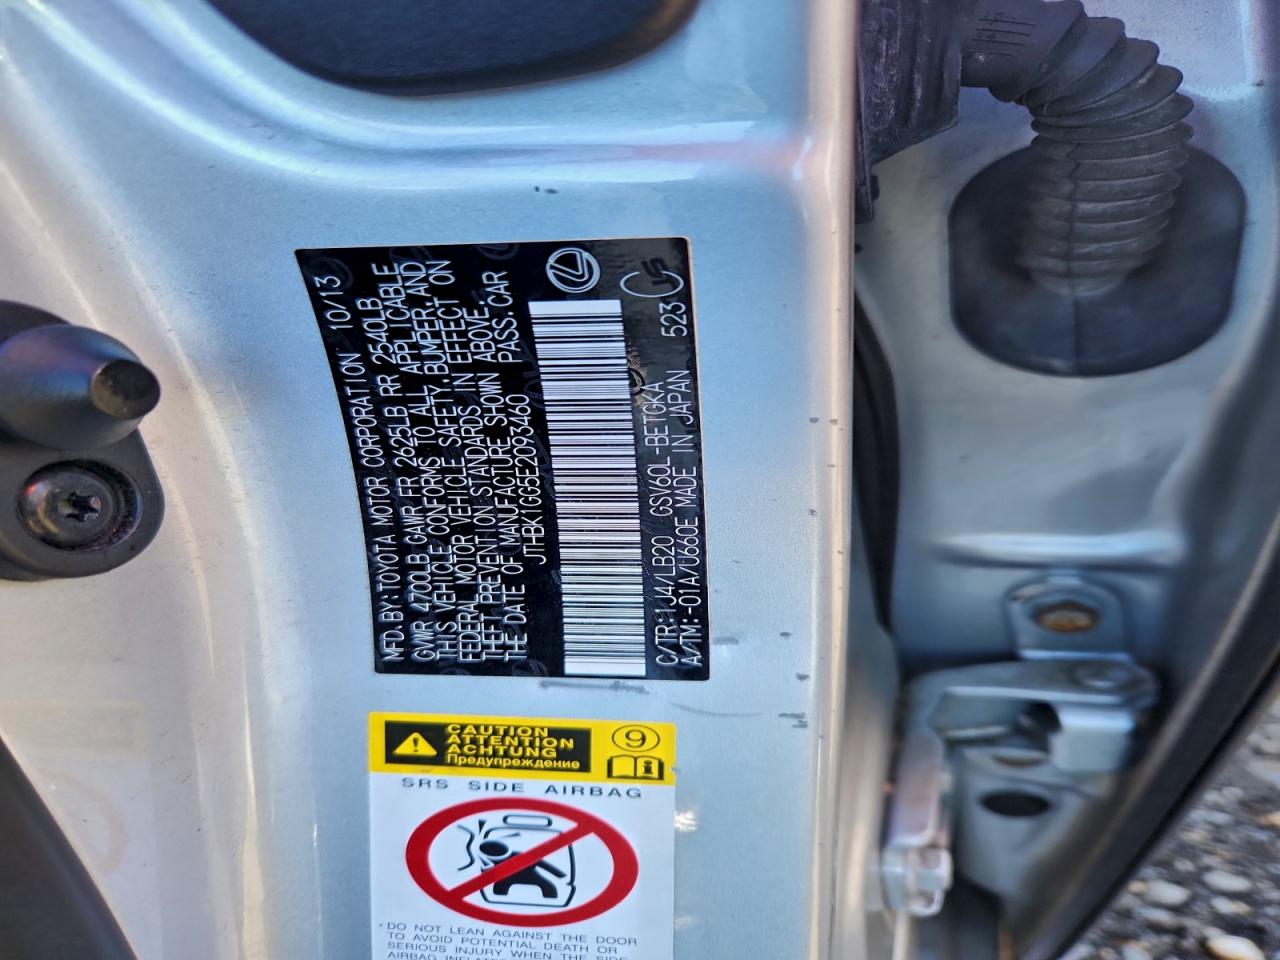 MFD. BY: TOYOTA MOTOR CORPORATION 10/13
GVWR 4700LB GAWR FR 2625LB RR 2540LB
THIS VEHICLE CONFORMS TO ALL APPLICABLE
FEDERAL MOTOR VEHICLE SAFETY, BUMPER, AND
THEFT PREVENTION STANDARDS IN EFFECT ON
THE DATE OF MANUFACTURE SHOWN ABOVE.
JTHBK1GG5E2093460 PASS. CAR
C/TR:1J4/LB20 GSV60L-BETGKA 523
A/TM:-01A/U660E MADE IN JAPAN
US
CAUTION
ATTENTION
ACHTUNG
Предупреждение
9
i
SRS SIDE AIRBAG
· DO NOT LEAN AGAINST THE DOOR
TO AVOID POTENTIAL DEATH OR
SERIOUS INJURY WHEN THE SIDE